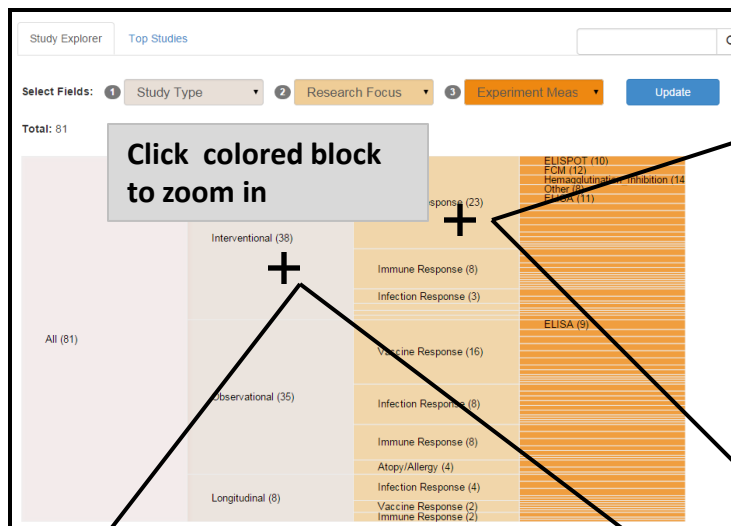 Study Explorer Top Studies
Select Fields: 1 Study Type 2 Research Focus 3 Experiment Meas Update
Total: 81
Click colored block
to zoom in
All (81)
Interventional (38)
Observational (35)
Longitudinal (8)
sponse (23)
Immune Response (8)
Infection Response (3)
Vaccine Response (16)
Infection Response (8)
Immune Response (8)
Atopy/Allergy (4)
Infection Response (4)
Vaccine Response (2)
Immune Response (2)
ELISPOT (10)
FCM (12)
Hemagglutination_Inhibition (14
Other (8)
ELISA (11)
ELISA (9)